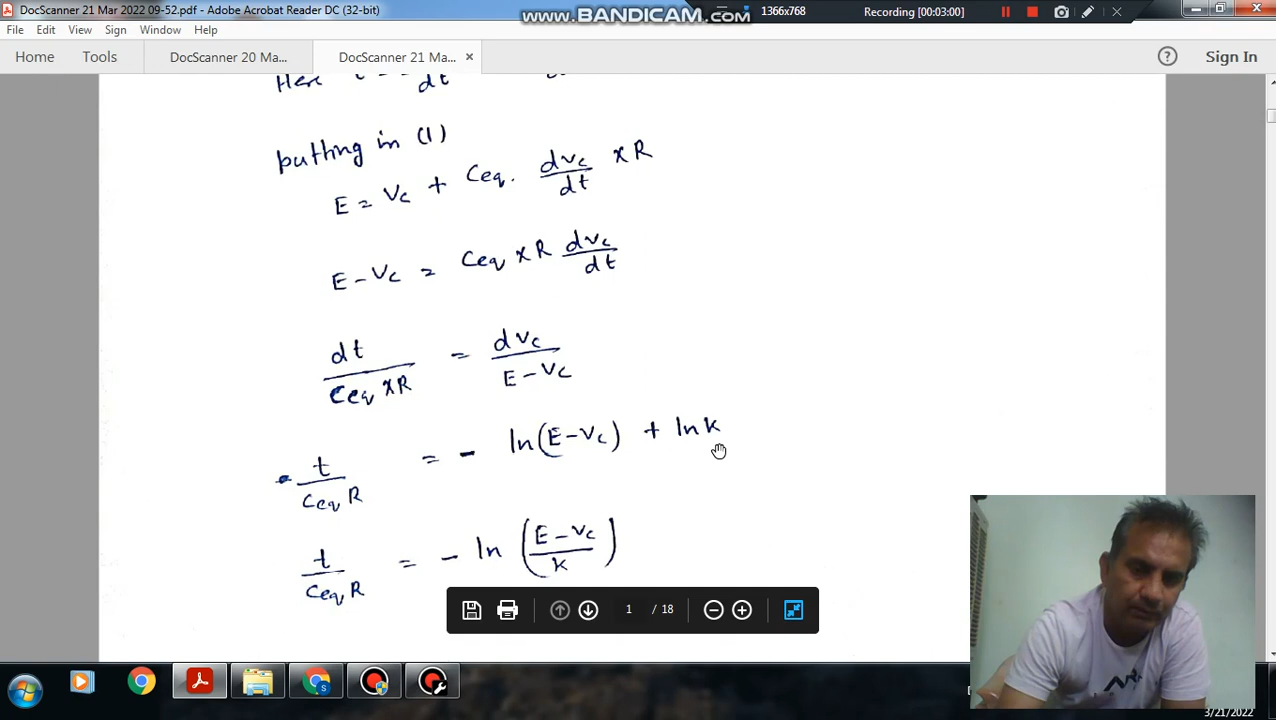 DocScanner 21 Mar 2022 09-52.pdf - Adobe Acrobat Reader DC (32-bit)
www.BANDICAM.com
1366x768
Recording [00:03:00]
File Edit View Sign Window Help
Home Tools DocScanner 20 Ma... DocScanner 21 Ma... × ? Sign In
Here dt
putting in (1)
E = Vc + Ceq. dvc/dt × R
E - Vc = Ceq × R dvc/dt
dt/Ceq × R = dvc/E - Vc
t/Ceq R = - ln(E - Vc) + ln k
t/Ceq R = - ln (E - Vc/k)
1 / 18
3/21/2022